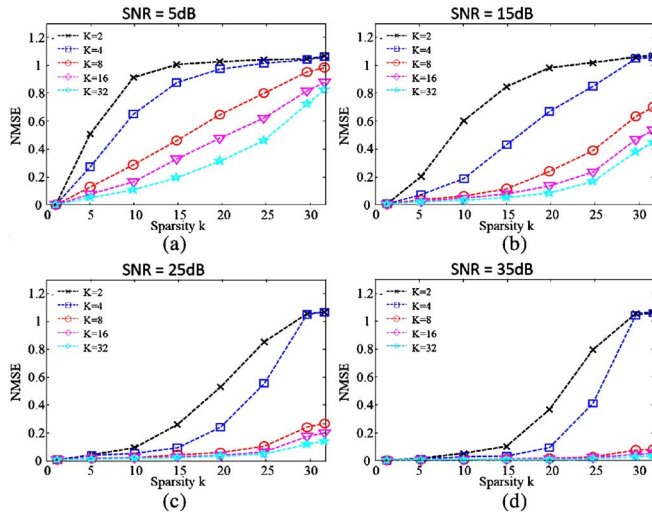 SNR = 5dB
NMSE
1.2
1
0.8
0.6
0.4
0.2
0
K=2
K=4
K=8
K=16
K=32
0 5 10 15 20 25 30
Sparsity k
(a)
SNR = 15dB
NMSE
1.2
1
0.8
0.6
0.4
0.2
0
K=2
K=4
K=8
K=16
K=32
0 5 10 15 20 25 30
Sparsity k
(b)
SNR = 25dB
NMSE
1.2
1
0.8
0.6
0.4
0.2
0
K=2
K=4
K=8
K=16
K=32
0 5 10 15 20 25 30
Sparsity k
(c)
SNR = 35dB
NMSE
1.2
1
0.8
0.6
0.4
0.2
0
K=2
K=4
K=8
K=16
K=32
0 5 10 15 20 25 30
Sparsity k
(d)